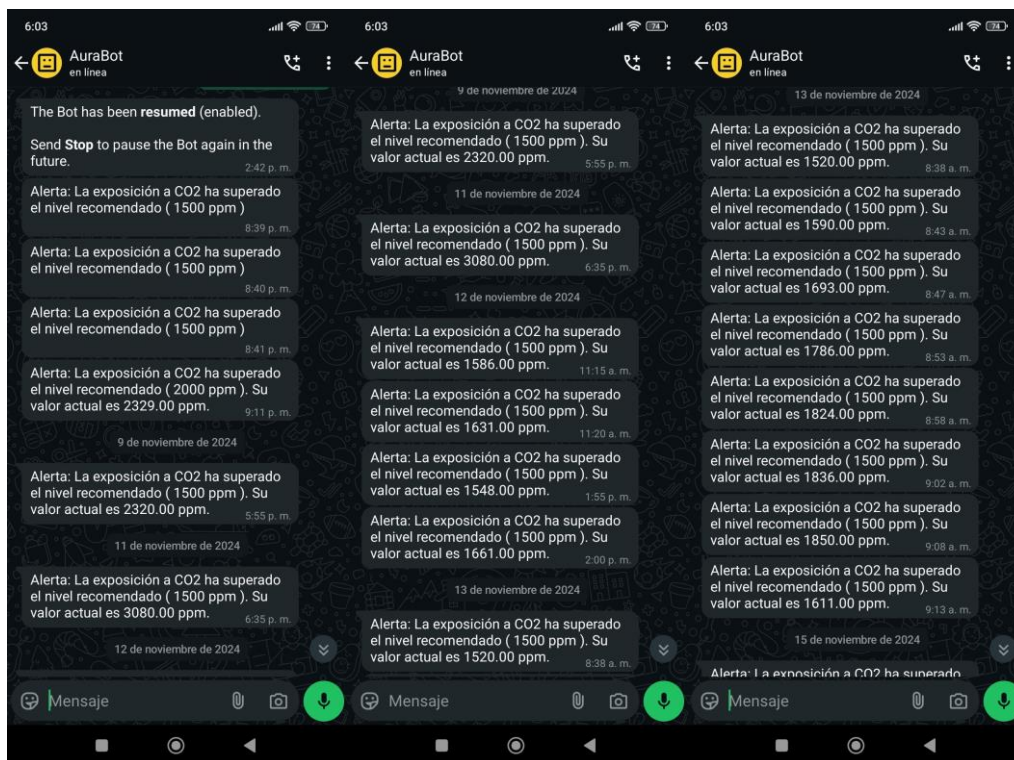 6:03
74
AuraBot
en línea
The Bot has been resumed (enabled).
Send Stop to pause the Bot again in the
future.
2:42 p. m.
Alerta: La exposición a CO2 ha superado
el nivel recomendado ( 1500 ppm )
8:39 p. m.
Alerta: La exposición a CO2 ha superado
el nivel recomendado ( 1500 ppm )
8:40 p. m.
Alerta: La exposición a CO2 ha superado
el nivel recomendado ( 1500 ppm )
8:41 p. m.
Alerta: La exposición a CO2 ha superado
el nivel recomendado ( 2000 ppm ). Su
valor actual es 2329.00 ppm.
9:11 p. m.
9 de noviembre de 2024
Alerta: La exposición a CO2 ha superado
el nivel recomendado ( 1500 ppm ). Su
valor actual es 2320.00 ppm.
5:55 p. m.
11 de noviembre de 2024
Alerta: La exposición a CO2 ha superado
el nivel recomendado ( 1500 ppm ). Su
valor actual es 3080.00 ppm.
6:35 p. m.
12 de noviembre de 2024
Mensaje
6:03
74
AuraBot
en línea
9 de noviembre de 2024
Alerta: La exposición a CO2 ha superado
el nivel recomendado ( 1500 ppm ). Su
valor actual es 2320.00 ppm.
5:55 p. m.
11 de noviembre de 2024
Alerta: La exposición a CO2 ha superado
el nivel recomendado ( 1500 ppm ). Su
valor actual es 3080.00 ppm.
6:35 p. m.
12 de noviembre de 2024
Alerta: La exposición a CO2 ha superado
el nivel recomendado ( 1500 ppm ). Su
valor actual es 1586.00 ppm.
11:15 a. m.
Alerta: La exposición a CO2 ha superado
el nivel recomendado ( 1500 ppm ). Su
valor actual es 1631.00 ppm.
11:20 a. m.
Alerta: La exposición a CO2 ha superado
el nivel recomendado ( 1500 ppm ). Su
valor actual es 1548.00 ppm.
1:55 p. m.
Alerta: La exposición a CO2 ha superado
el nivel recomendado ( 1500 ppm ). Su
valor actual es 1661.00 ppm.
2:00 p. m.
13 de noviembre de 2024
Alerta: La exposición a CO2 ha superado
el nivel recomendado ( 1500 ppm ). Su
valor actual es 1520.00 ppm.
8:38 a. m.
Mensaje
6:03
74
AuraBot
en línea
13 de noviembre de 2024
Alerta: La exposición a CO2 ha superado
el nivel recomendado ( 1500 ppm ). Su
valor actual es 1520.00 ppm.
8:38 a. m.
Alerta: La exposición a CO2 ha superado
el nivel recomendado ( 1500 ppm ). Su
valor actual es 1590.00 ppm.
8:43 a. m.
Alerta: La exposición a CO2 ha superado
el nivel recomendado ( 1500 ppm ). Su
valor actual es 1693.00 ppm.
8:47 a. m.
Alerta: La exposición a CO2 ha superado
el nivel recomendado ( 1500 ppm ). Su
valor actual es 1786.00 ppm.
8:53 a. m.
Alerta: La exposición a CO2 ha superado
el nivel recomendado ( 1500 ppm ). Su
valor actual es 1824.00 ppm.
8:58 a. m.
Alerta: La exposición a CO2 ha superado
el nivel recomendado ( 1500 ppm ). Su
valor actual es 1836.00 ppm.
9:02 a. m.
Alerta: La exposición a CO2 ha superado
el nivel recomendado ( 1500 ppm ). Su
valor actual es 1850.00 ppm.
9:08 a. m.
Alerta: La exposición a CO2 ha superado
el nivel recomendado ( 1500 ppm ). Su
valor actual es 1611.00 ppm.
9:13 a. m.
15 de noviembre de 2024
Alerta: La exposición a CO2 ha superado
Mensaje